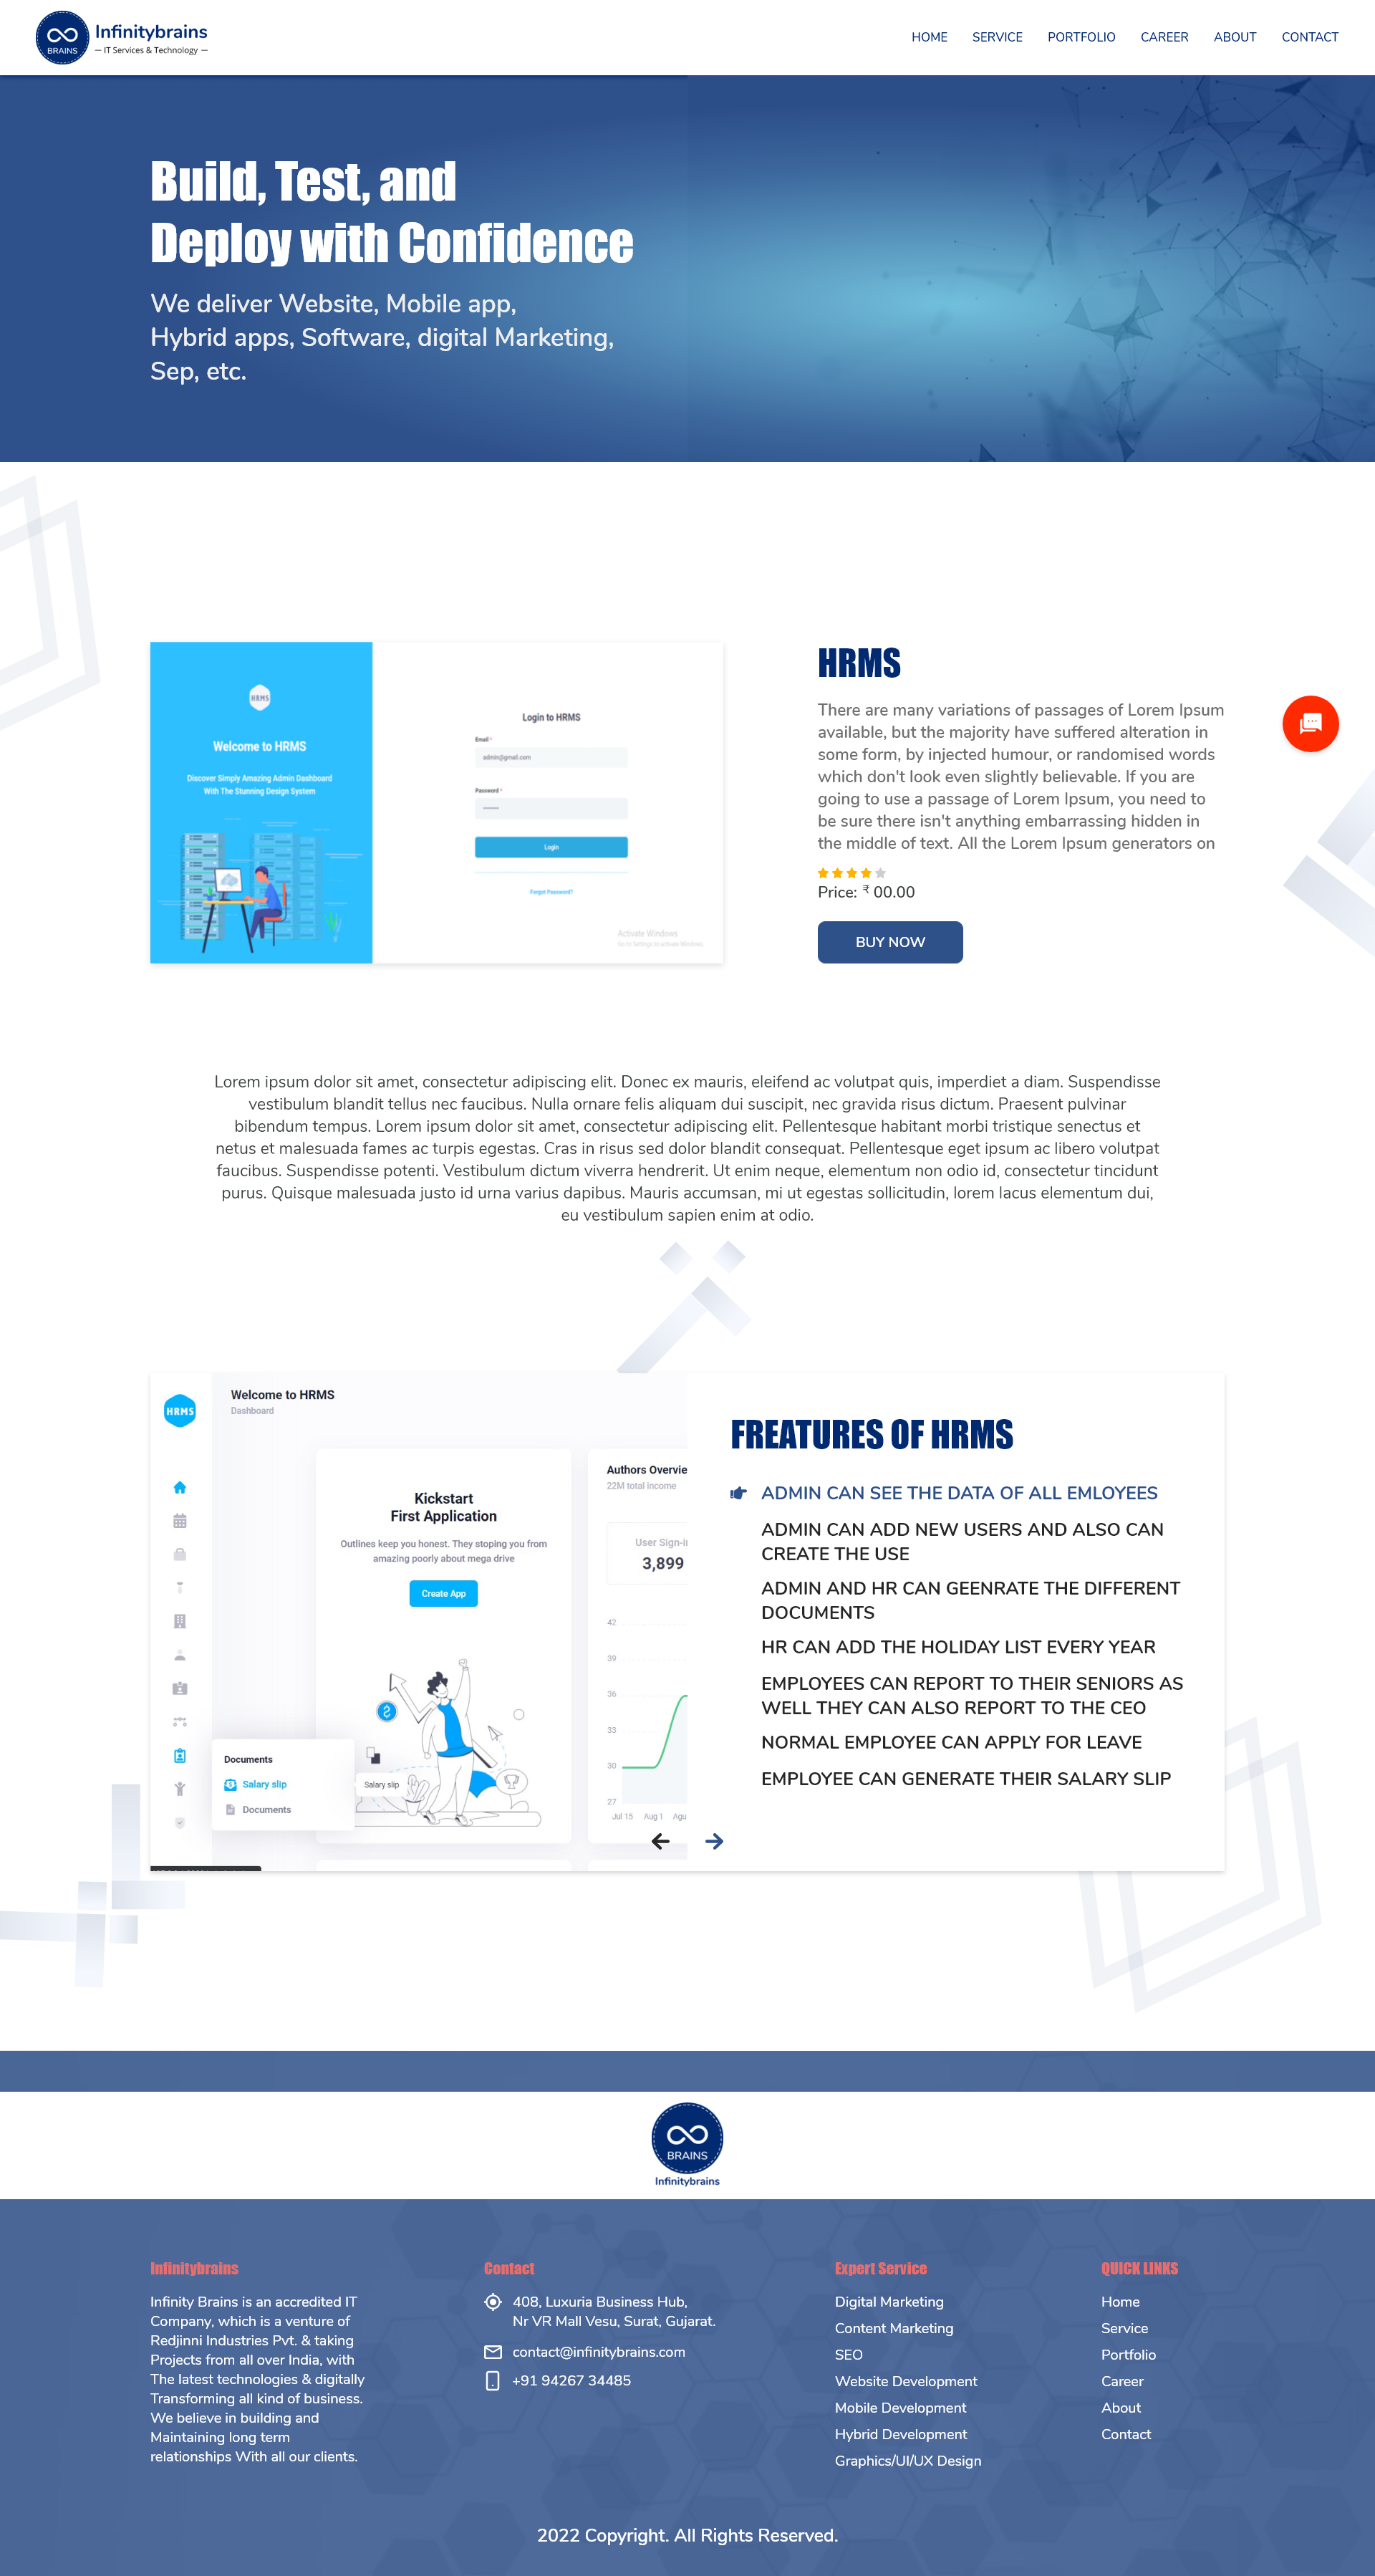 BRAINS
Infinitybrains
— IT Services & Technology —
HOME SERVICE PORTFOLIO CAREER ABOUT CONTACT
Build, Test, and
Deploy with Confidence
We deliver Website, Mobile app,
Hybrid apps, Software, digital Marketing,
Sep, etc.
HRMS
Welcome to HRMS
Discover Simply Amazing Admin Dashboard
With The Stunning Design System
Login to HRMS
Email *
admin@gmail.com
Password *
Login
Forgot Password?
Activate Windows
Go to Settings to activate Windows.
HRMS
There are many variations of passages of Lorem Ipsum
available, but the majority have suffered alteration in
some form, by injected humour, or randomised words
which don't look even slightly believable. If you are
going to use a passage of Lorem Ipsum, you need to
be sure there isn't anything embarrassing hidden in
the middle of text. All the Lorem Ipsum generators on
Price: ₹ 00.00
BUY NOW
Lorem ipsum dolor sit amet, consectetur adipiscing elit. Donec ex mauris, eleifend ac volutpat quis, imperdiet a diam. Suspendisse
vestibulum blandit tellus nec faucibus. Nulla ornare felis aliquam dui suscipit, nec gravida risus dictum. Praesent pulvinar
bibendum tempus. Lorem ipsum dolor sit amet, consectetur adipiscing elit. Pellentesque habitant morbi tristique senectus et
netus et malesuada fames ac turpis egestas. Cras in risus sed dolor blandit consequat. Pellentesque eget ipsum ac libero volutpat
faucibus. Suspendisse potenti. Vestibulum dictum viverra hendrerit. Ut enim neque, elementum non odio id, consectetur tincidunt
purus. Quisque malesuada justo id urna varius dapibus. Mauris accumsan, mi ut egestas sollicitudin, lorem lacus elementum dui,
eu vestibulum sapien enim at odio.
HRMS
Welcome to HRMS
Dashboard
Kickstart
First Application
Outlines keep you honest. They stoping you from
amazing poorly about mega drive
Create App
Authors Overvie
22M total income
User Sign-i
3,899
42
39
36
33
30
27
Jul 15 Aug 1 Agu
Documents
Salary slip
Documents
Salary slip
FREATURES OF HRMS
ADMIN CAN SEE THE DATA OF ALL EMLOYEES
ADMIN CAN ADD NEW USERS AND ALSO CAN
CREATE THE USE
ADMIN AND HR CAN GEENRATE THE DIFFERENT
DOCUMENTS
HR CAN ADD THE HOLIDAY LIST EVERY YEAR
EMPLOYEES CAN REPORT TO THEIR SENIORS AS
WELL THEY CAN ALSO REPORT TO THE CEO
NORMAL EMPLOYEE CAN APPLY FOR LEAVE
EMPLOYEE CAN GENERATE THEIR SALARY SLIP
BRAINS
Infinitybrains
Infinitybrains
Infinity Brains is an accredited IT
Company, which is a venture of
Redjinni Industries Pvt. & taking
Projects from all over India, with
The latest technologies & digitally
Transforming all kind of business.
We believe in building and
Maintaining long term
relationships With all our clients.
Contact
408, Luxuria Business Hub,
Nr VR Mall Vesu, Surat, Gujarat.
contact@infinitybrains.com
+91 94267 34485
Expert Service
Digital Marketing
Content Marketing
SEO
Website Development
Mobile Development
Hybrid Development
Graphics/UI/UX Design
QUICK LINKS
Home
Service
Portfolio
Career
About
Contact
2022 Copyright. All Rights Reserved.